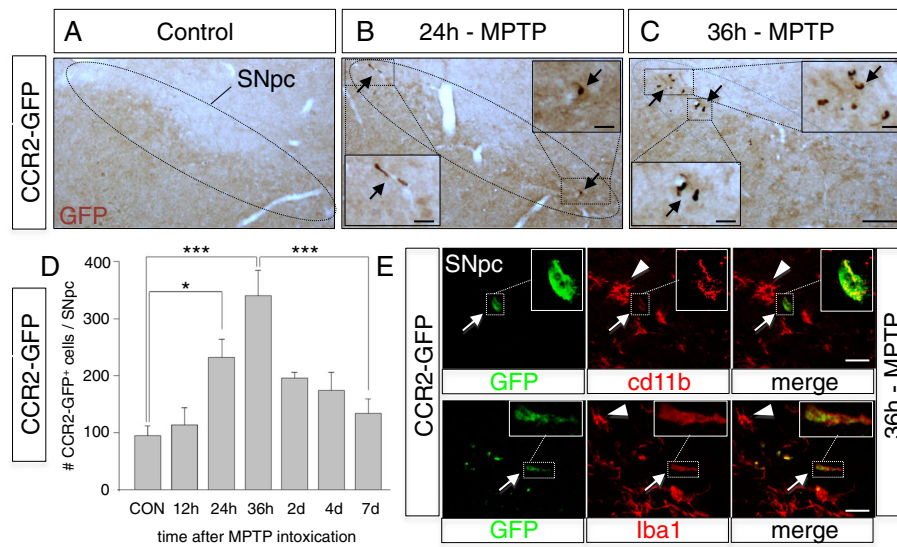 A Control
B 24h - MPTP
C 36h - MPTP
CCR2-GFP
SNpc
GFP
D
CCR2-GFP
# CCR2-GFP+ cells / SNpc
400
300
200
100
0
***
***
*
CON 12h 24h 36h 2d 4d 7d
time after MPTP intoxication
E
CCR2-GFP
SNpc
GFP cd11b merge
GFP Iba1 merge
36h - MPTP